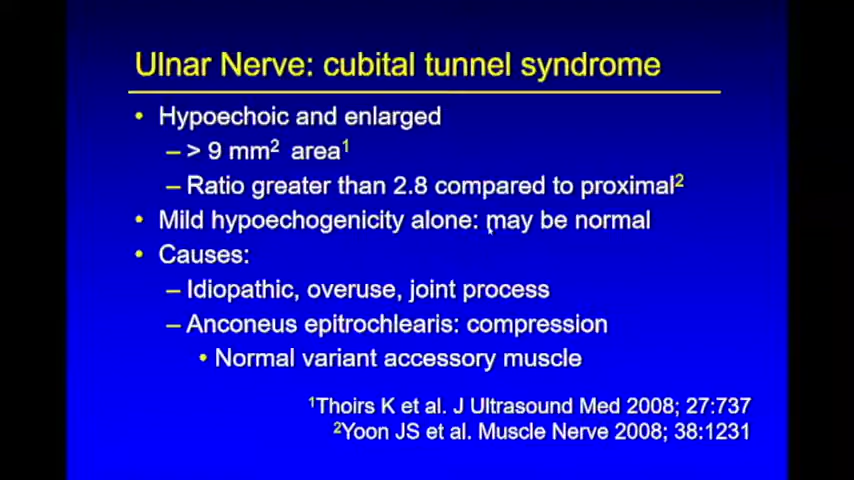 Ulnar Nerve: cubital tunnel syndrome
• Hypoechoic and enlarged
– > 9 mm² area¹
– Ratio greater than 2.8 compared to proximal²
• Mild hypoechogenicity alone: may be normal
• Causes:
– Idiopathic, overuse, joint process
– Anconeus epitrochlearis: compression
• Normal variant accessory muscle
¹Thoirs K et al. J Ultrasound Med 2008; 27:737
²Yoon JS et al. Muscle Nerve 2008; 38:1231